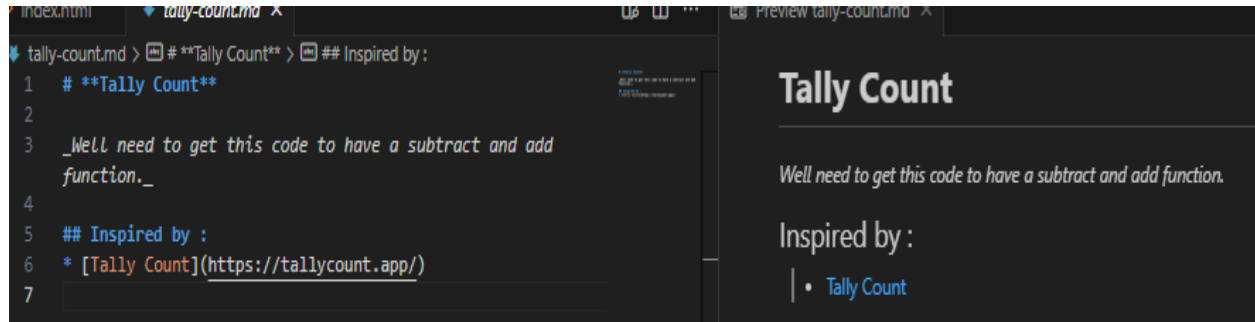 index.html tally-count.md × ... Preview tally-count.md ×
tally-count.md > # **Tally Count** > ## Inspired by :
1 # **Tally Count**
2
3 _Well need to get this code to have a subtract and add
function._
4
5 ## Inspired by :
6 * [Tally Count](https://tallycount.app/)
7
Tally Count
Well need to get this code to have a subtract and add function.
Inspired by :
• Tally Count